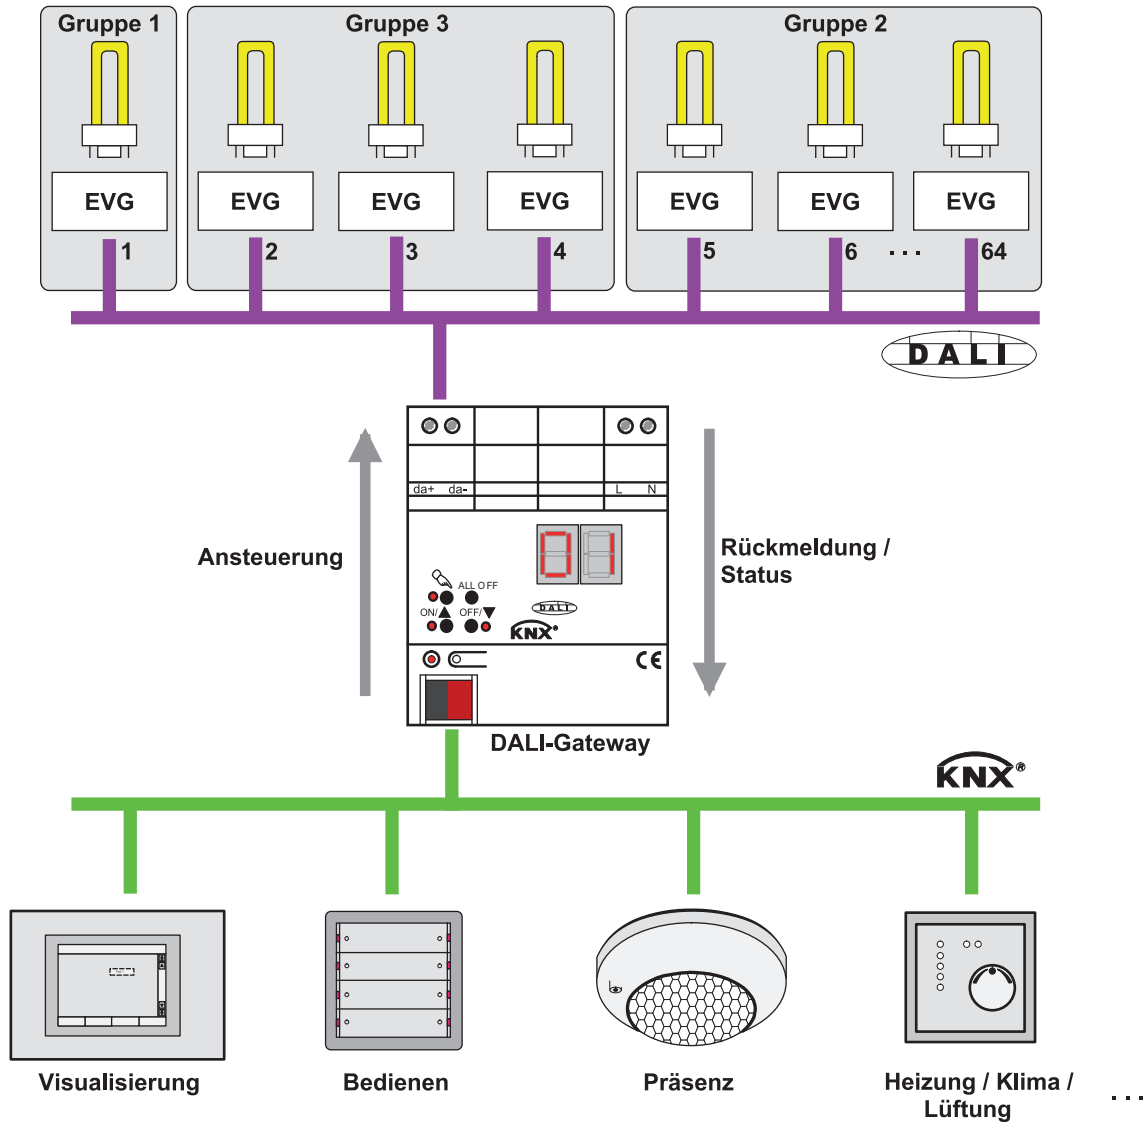 Gruppe 1
Gruppe 3
Gruppe 2
EVG
EVG
EVG
EVG
EVG
EVG
EVG
1
2
3
4
5
6
...
64
DALI
da+ da-
L N
Ansteuerung
01
Rückmeldung /
Status
ALL OFF
ON/
OFF/
DALI
KNX®
CE
DALI-Gateway
KNX®
Visualisierung
Bedienen
Präsenz
Heizung / Klima /
Lüftung
...